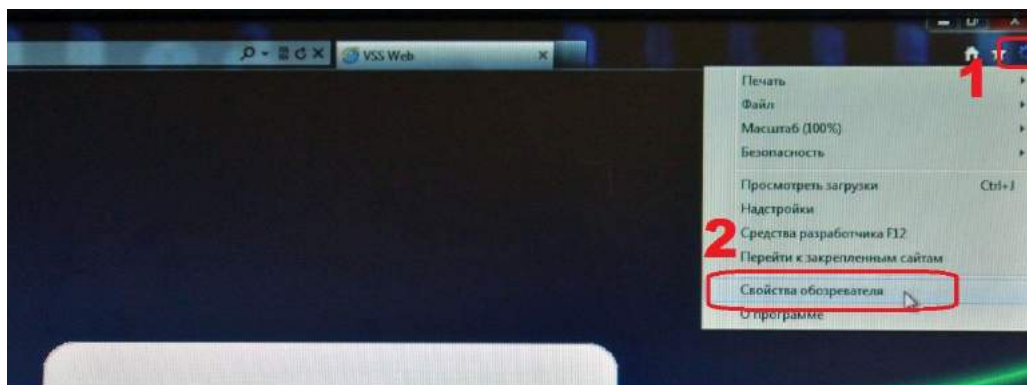 VSS Web
1
Печать
Файл
Масштаб (100%)
Безопасность
Просмотреть загрузки Ctrl+J
Надстройки
Средства разработчика F12
2
Перейти к закрепленным сайтам
Свойства обозревателя
О программе